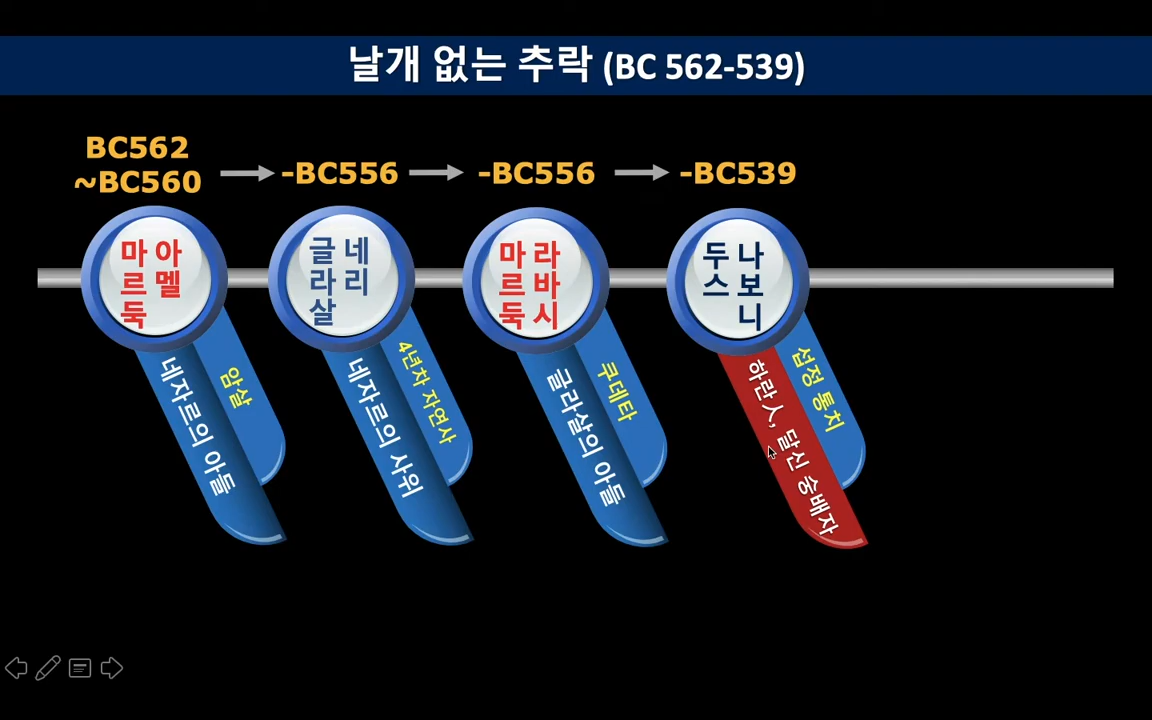 날개 없는 추락 (BC 562-539)
BC562
~BC560
-BC556
-BC556
-BC539
아멜
마르둑
네리
글라살
라바시
마르둑
나보니
두스
암살
네자르의 아들
4년차 자연사
네자르의 사위
쿠데타
글라살의 아들
섭정 통치
하란人, 달신 숭배자